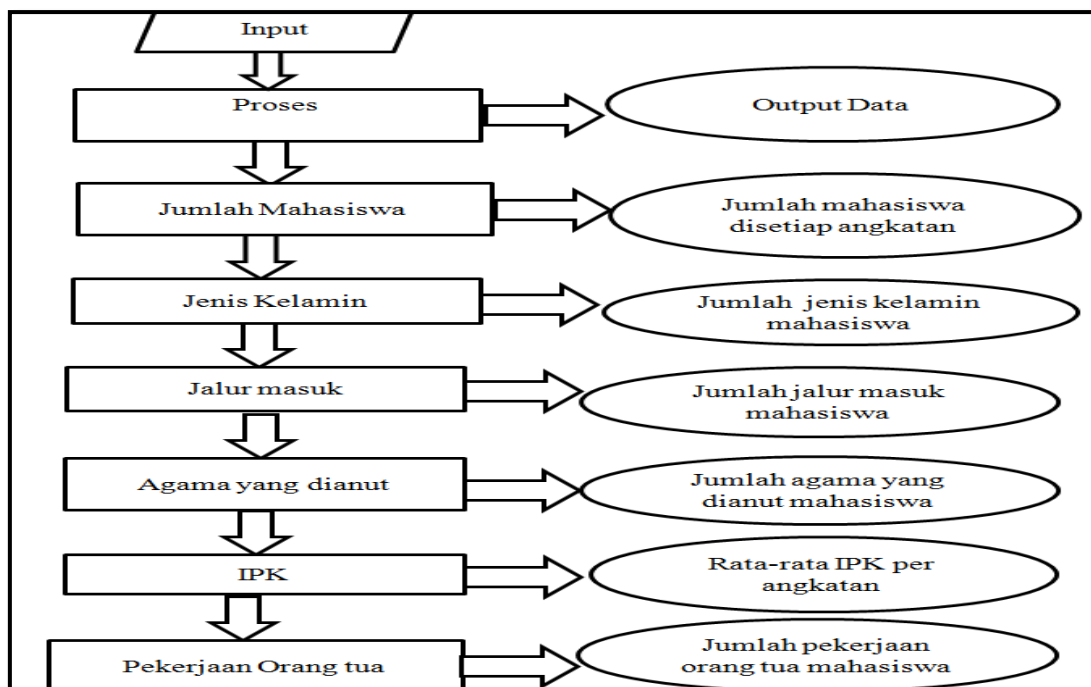 Input
Proses
Output Data
Jumlah Mahasiswa
Jumlah mahasiswa
disetiap angkatan
Jenis Kelamin
Jumlah jenis kelamin
mahasiswa
Jalur masuk
Jumlah jalur masuk
mahasiswa
Agama yang dianut
Jumlah agama yang
dianut mahasiswa
IPK
Rata-rata IPK per
angkatan
Pekerjaan Orang tua
Jumlah pekerjaan
orang tua mahasiswa